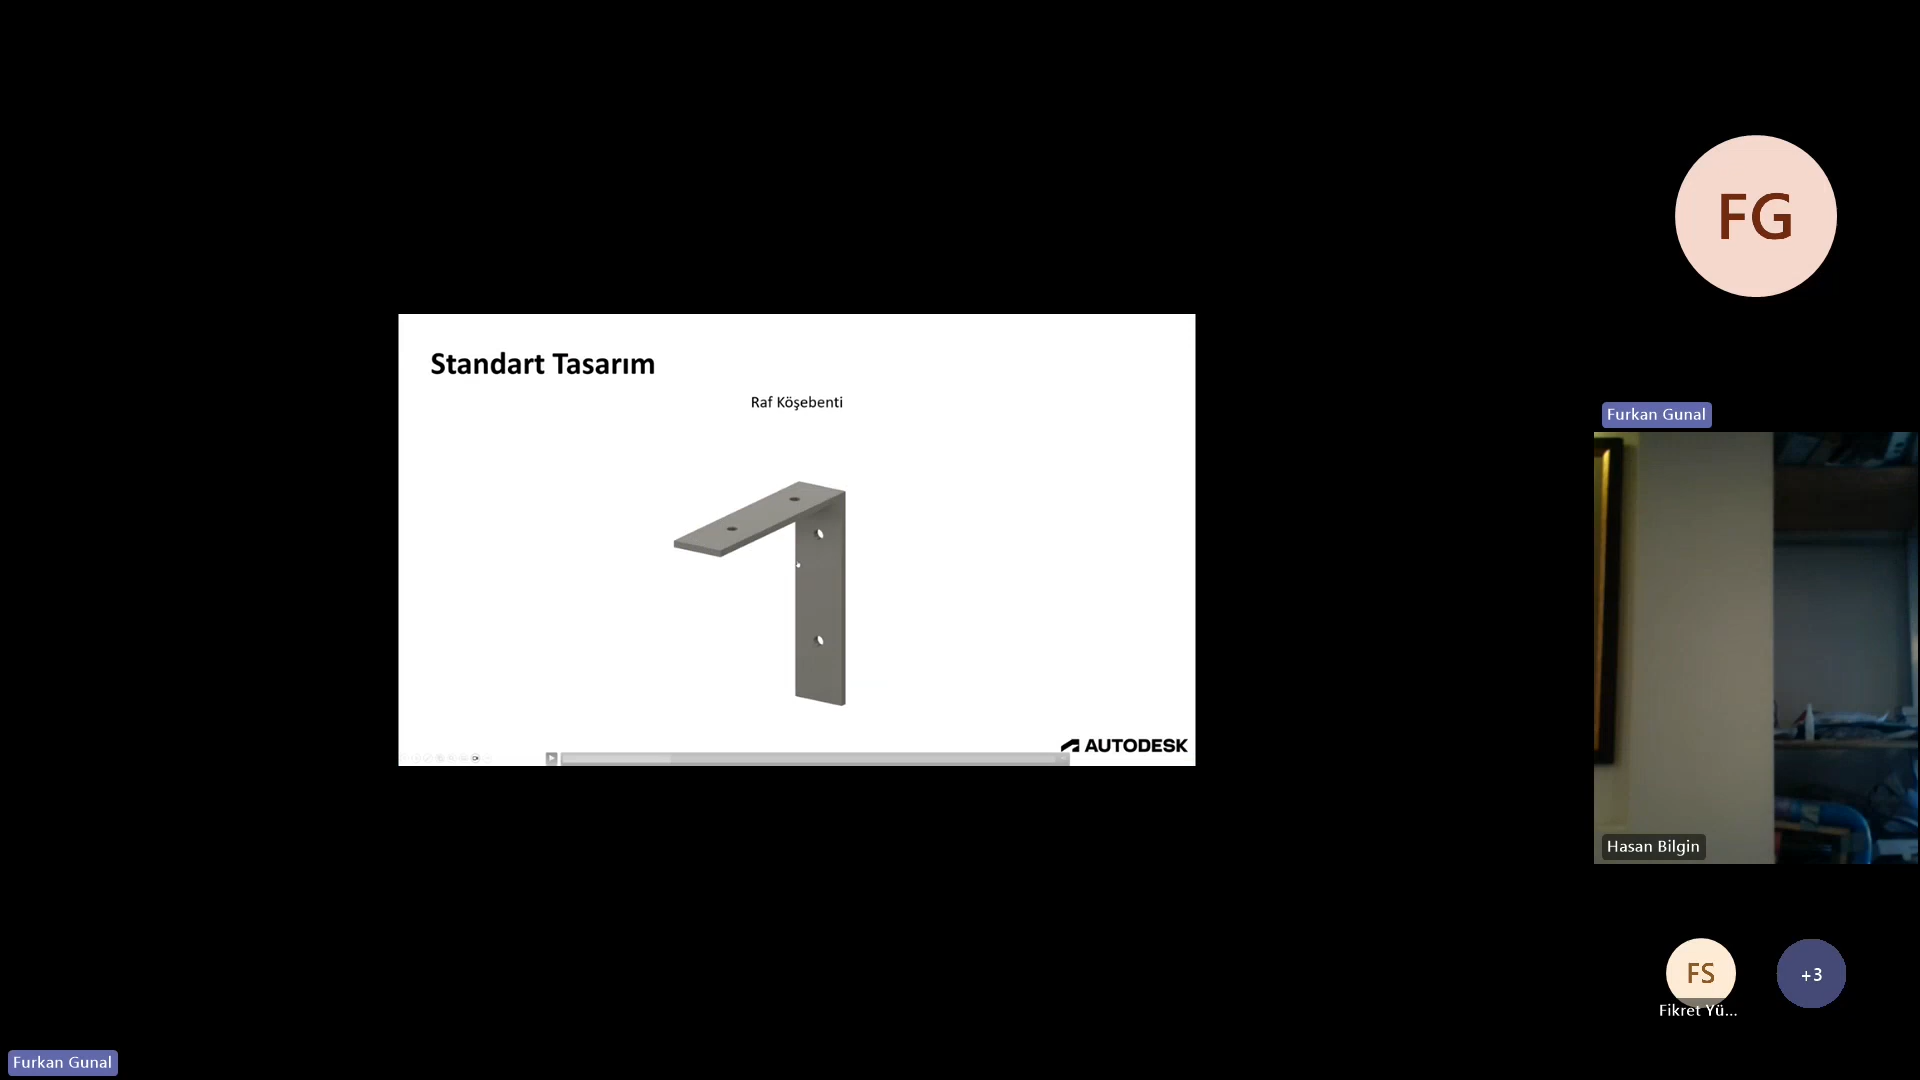 FG
Standart Tasarım
Raf Köşebenti
Furkan Gunal
AUTODESK
Hasan Bilgin
FS
+3
Fikret Yü...
Furkan Gunal